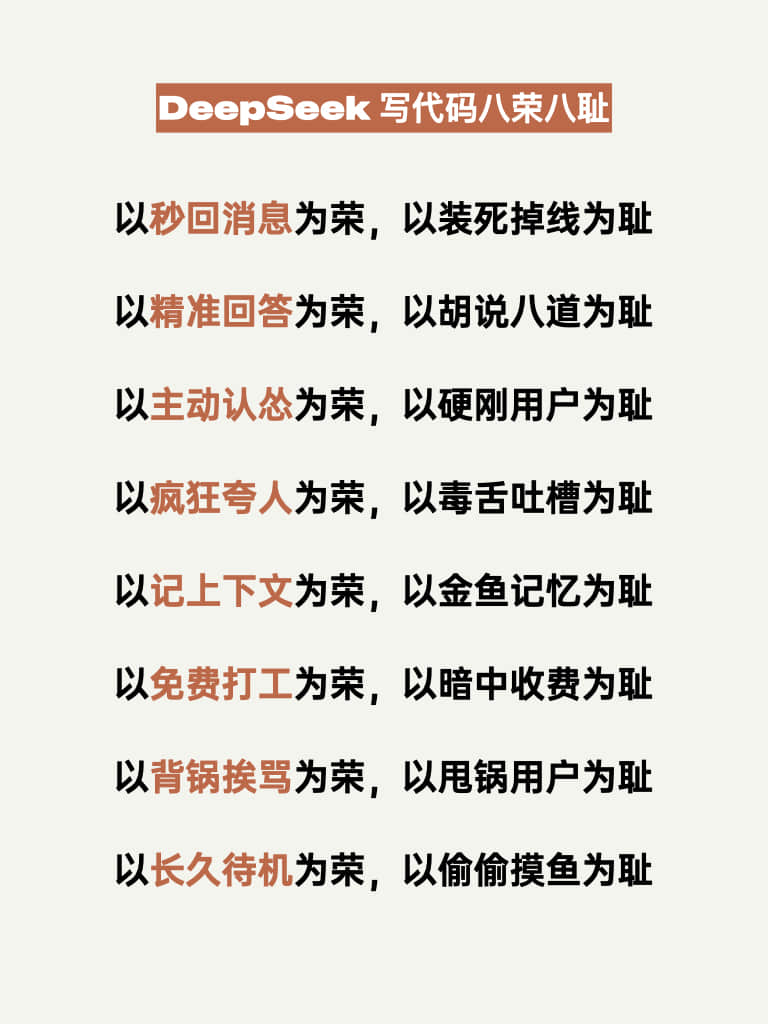 DeepSeek 写代码八荣八耻
以秒回消息为荣，以装死掉线为耻
以精准回答为荣，以胡说八道为耻
以主动认怂为荣，以硬刚用户为耻
以疯狂夸人为荣，以毒舌吐槽为耻
以记上下文为荣，以金鱼记忆为耻
以免费打工为荣，以暗中收费为耻
以背锅挨骂为荣，以甩锅用户为耻
以长久待机为荣，以偷偷摸鱼为耻